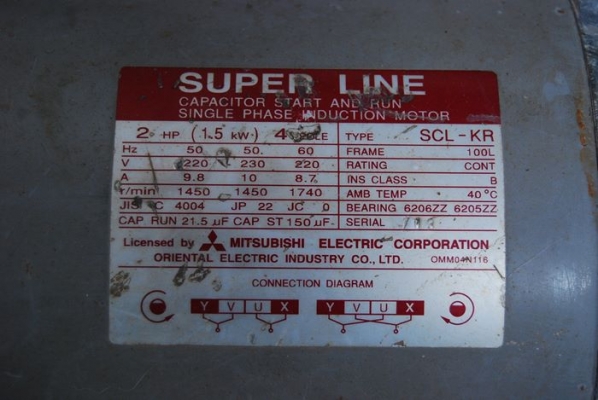 SUPER LINE
CAPACITOR START AND RUN
SINGLE PHASE INDUCTION MOTOR
2 HP (1.5 kW) 4 POLE TYPE SCL-KR
Hz 50 50. 60 FRAME 100L
V 220 230 220 RATING CONT
A 9.8 10 8.7 INS CLASS B
r/min 1450 1450 1740 AMB TEMP 40°C
JIS C 4004 JP 22 JC 0 BEARING 6206ZZ 6205ZZ
CAP RUN 21.5 µF CAP ST 150 µF SERIAL
Licensed by MITSUBISHI ELECTRIC CORPORATION
ORIENTAL ELECTRIC INDUSTRY CO., LTD. OMM04N116
CONNECTION DIAGRAM
Y V U X Y V U X